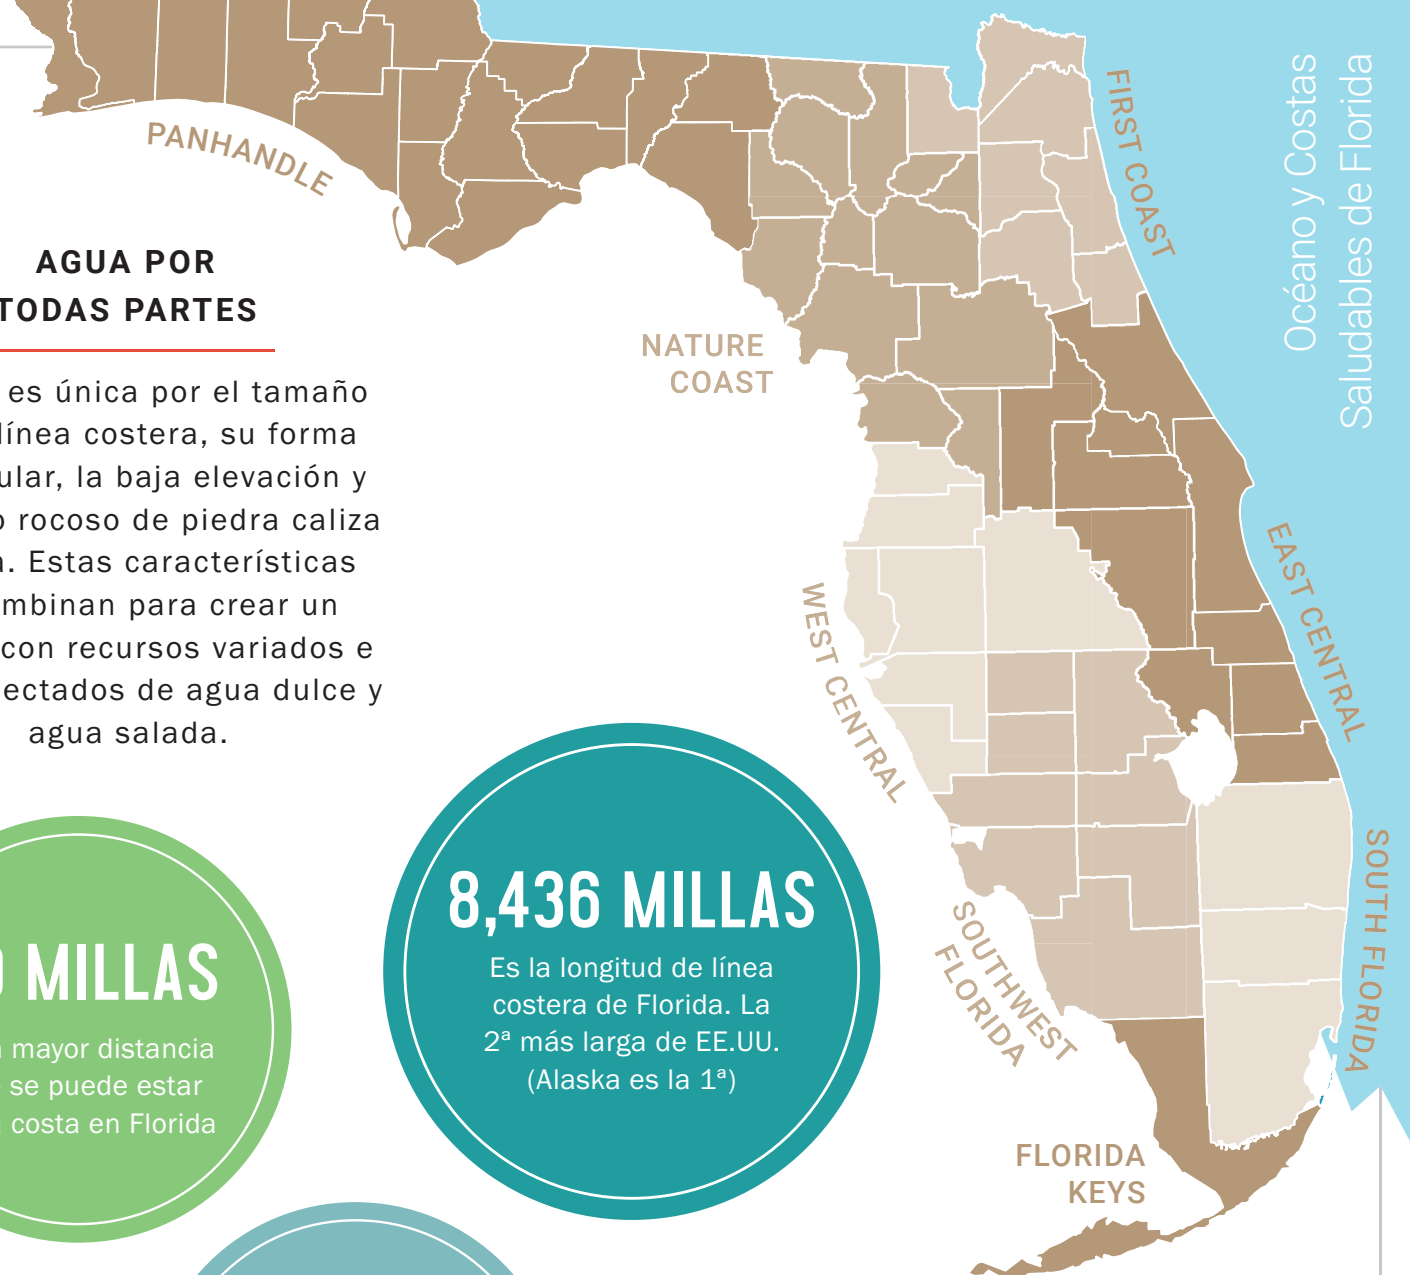 PANHANDLE
FIRST COAST
Océano y Costas
Saludables de Florida
AGUA POR
TODAS PARTES
es única por el tamaño
línea costera, su forma
la baja elevación y
rocoso de piedra caliza
Estas características
para crear un
con recursos variados e
de agua dulce y
agua salada.
NATURE
COAST
WEST CENTRAL
EAST CENTRAL
SOUTH FLORIDA
SOUTHWEST
FLORIDA
FLORIDA
KEYS
8,436 MILLAS
Es la longitud de línea
costera de Florida. La
2ª más larga de EE.UU.
(Alaska es la 1ª)
MILLAS
mayor distancia
se puede estar
costa en Florida